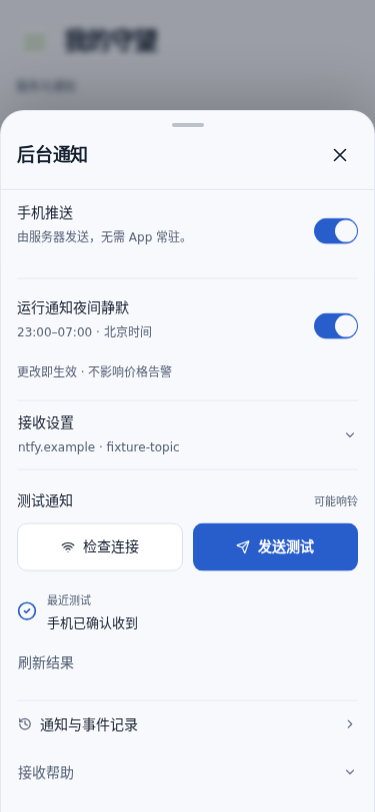 我的守望
后台通知
手机推送
由服务器发送，无需 App 常驻。
运行通知夜间静默
23:00–07:00 · 北京时间
更改即生效 · 不影响价格告警
接收设置
ntfy.example · fixture-topic
测试通知
可能响铃
检查连接
发送测试
最近测试
手机已确认收到
刷新结果
通知与事件记录
接收帮助